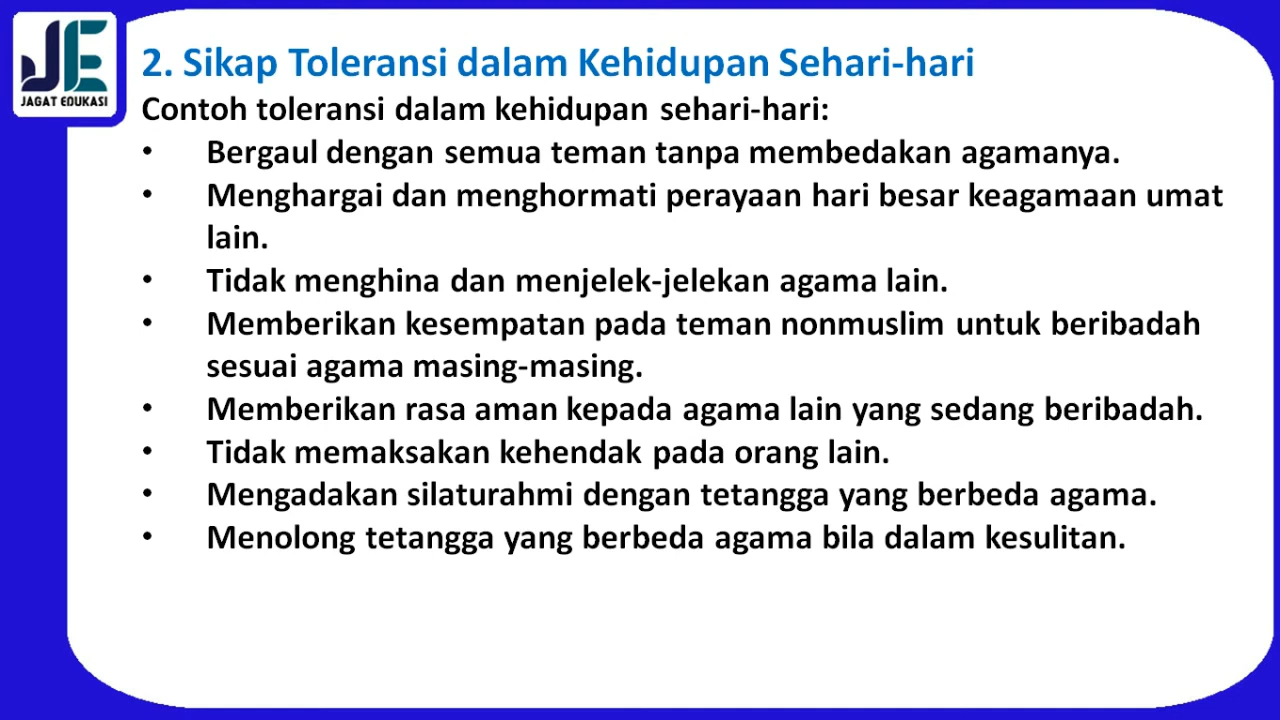 JE
JAGAT EDUKASI
2. Sikap Toleransi dalam Kehidupan Sehari-hari
Contoh toleransi dalam kehidupan sehari-hari:
• Bergaul dengan semua teman tanpa membedakan agamanya.
• Menghargai dan menghormati perayaan hari besar keagamaan umat
lain.
• Tidak menghina dan menjelek-jelekan agama lain.
• Memberikan kesempatan pada teman nonmuslim untuk beribadah
sesuai agama masing-masing.
• Memberikan rasa aman kepada agama lain yang sedang beribadah.
• Tidak memaksakan kehendak pada orang lain.
• Mengadakan silaturahmi dengan tetangga yang berbeda agama.
• Menolong tetangga yang berbeda agama bila dalam kesulitan.